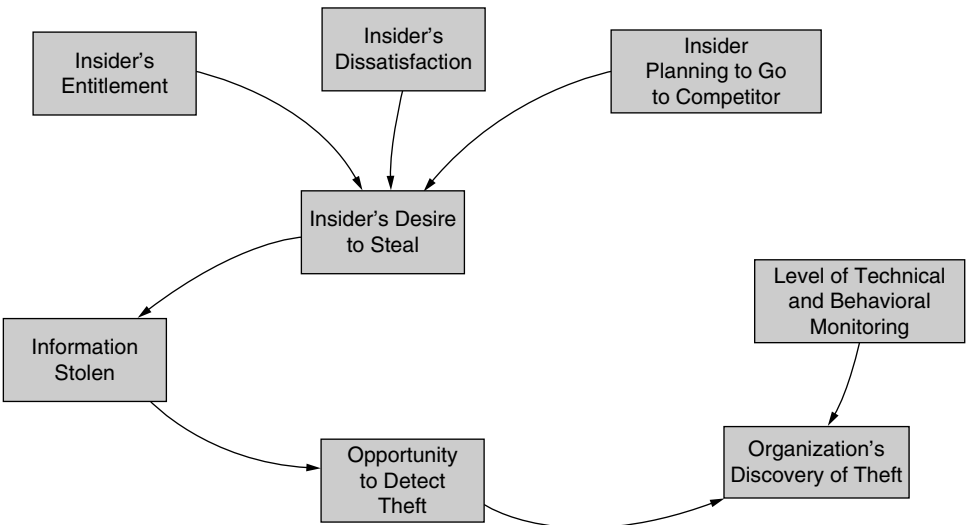 Insider's
Entitlement
Insider's
Dissatisfaction
Insider
Planning to Go
to Competitor
Insider's Desire
to Steal
Level of Technical
and Behavioral
Monitoring
Information
Stolen
Opportunity
to Detect
Theft
Organization's
Discovery of Theft